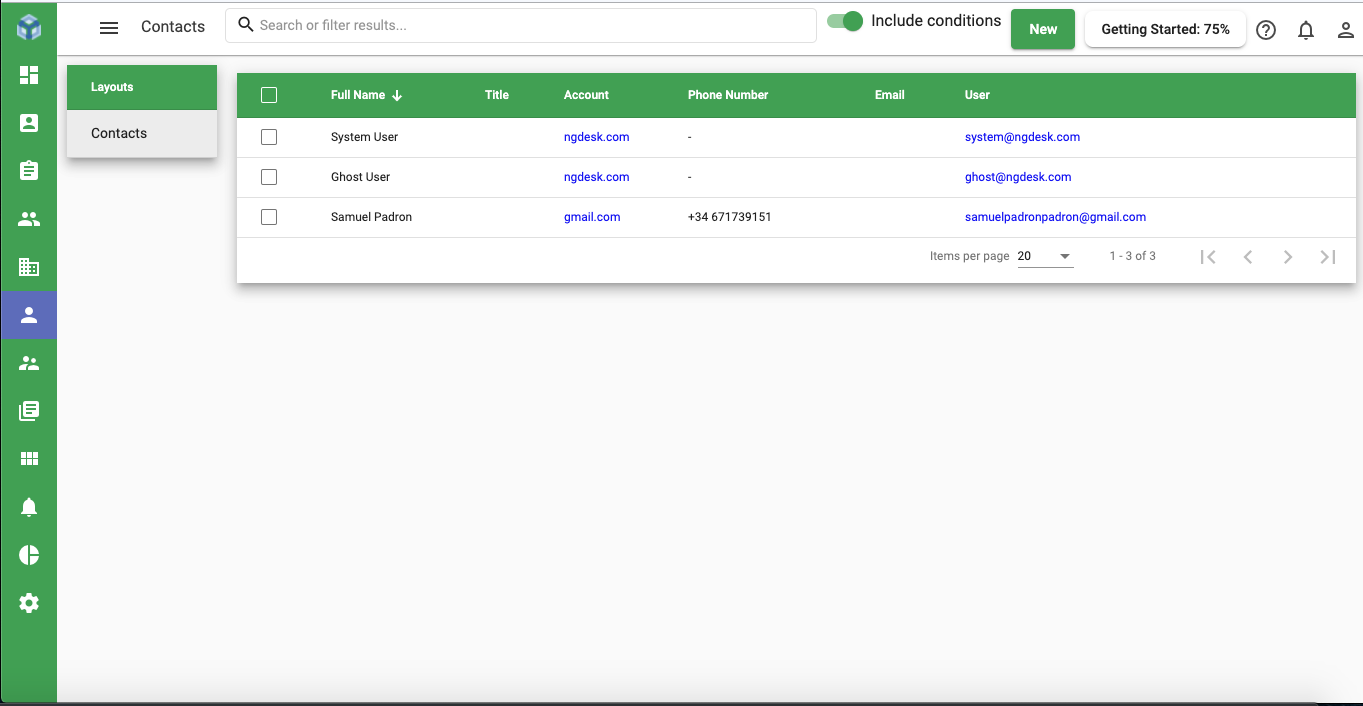 Contacts
Search or filter results...
Include conditions
New
Getting Started: 75%
Layouts
Contacts
Full Name Title Account Phone Number Email User
System User ngdesk.com - system@ngdesk.com
Ghost User ngdesk.com - ghost@ngdesk.com
Samuel Padron gmail.com +34 671739151 samuelpadronpadron@gmail.com
Items per page 20 1 - 3 of 3